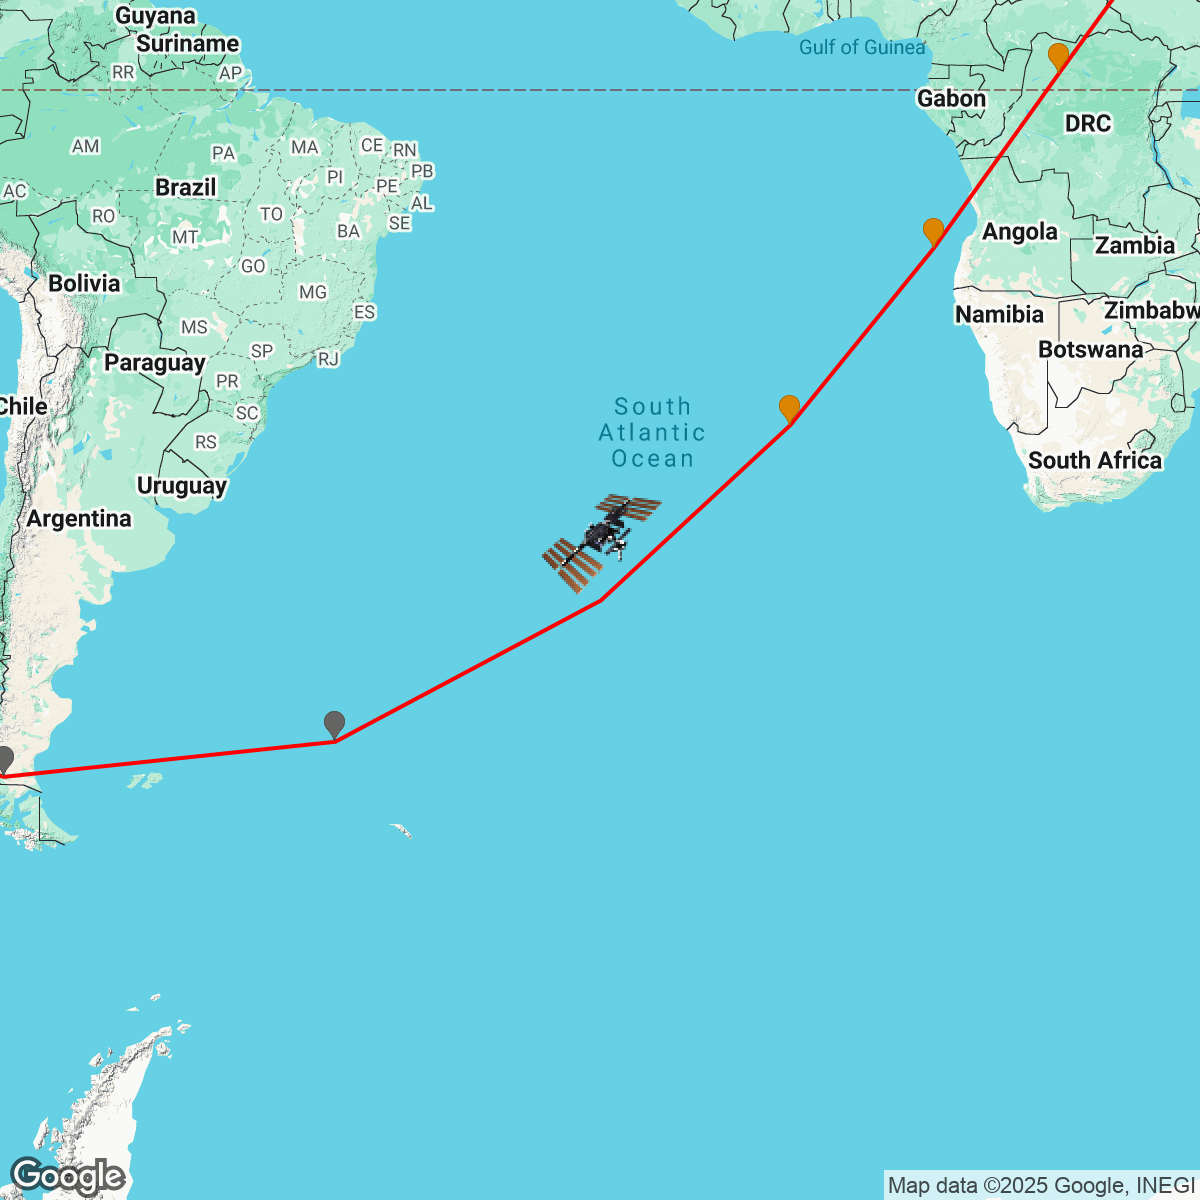 Guyana
Suriname
Gulf of Guinea
RR
AP
Gabon
DRC
AM
PA
MA
CE
RN
PI
PB
PE
AC
Brazil
AL
RO
TO
SE
MT
BA
Angola
Zambia
GO
Bolivia
MG
ES
Namibia
Zimbabw
MS
SP
RJ
Botswana
Paraguay
PR
Chile
SC
South
Atlantic
Ocean
RS
South Africa
Uruguay
Argentina
Google
Map data ©2025 Google, INEGI